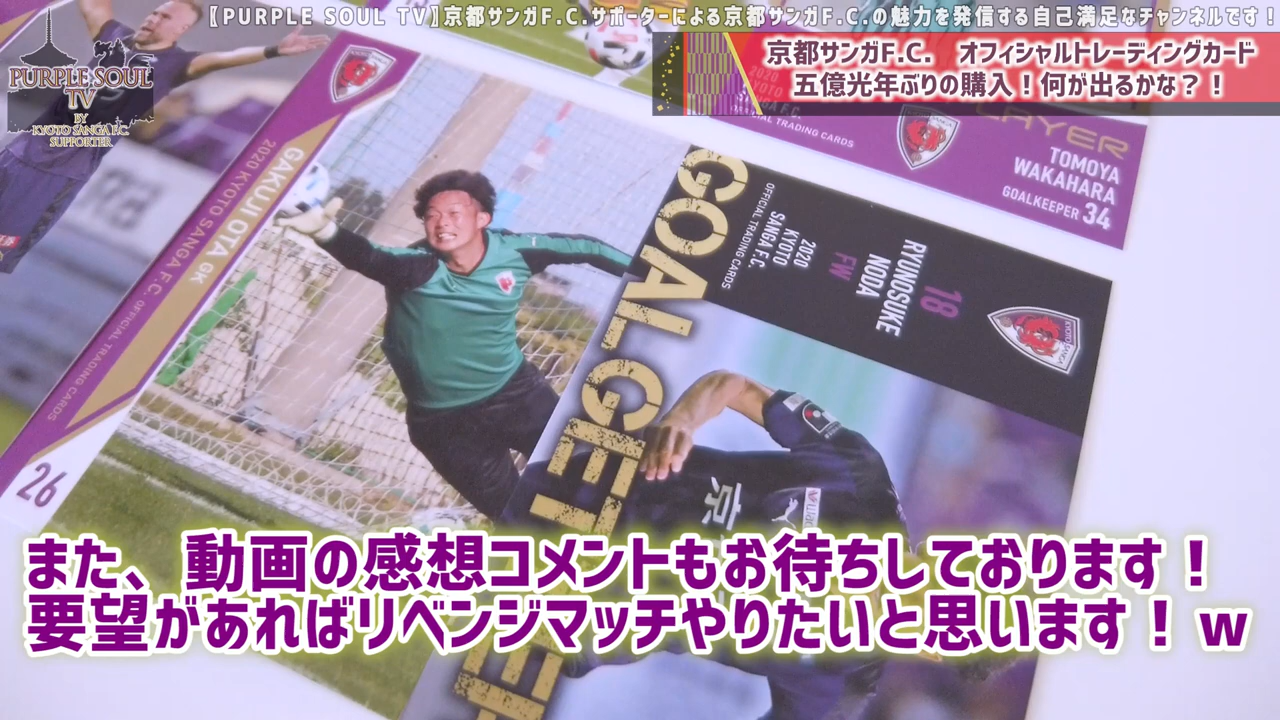 【PURPLE SOUL TV】京都サンガF.C.サポーターによる京都サンガF.C.の魅力を発信する自己満足なチャンネルです！
PURPLE SOUL
TV
BY
KYOTO SANGA F.C.
SUPPORTER
京都サンガF.C.　オフィシャルトレーディングカード
五億光年ぶりの購入！何が出るかな？！
TOMOYA
WAKAHARA
GOALKEEPER 34
GAKUJI OTA GK
2020 KYOTO SANGA F.C. OFFICIAL TRADING CARDS
26
GOALGETTER
OFFICIAL TRADING CARDS
2020
KYOTO
SANGA F.C.
18
RYUNOSUKE
NODA
FW
また、動画の感想コメントもお待ちしております！
要望があればリベンジマッチやりたいと思います！w